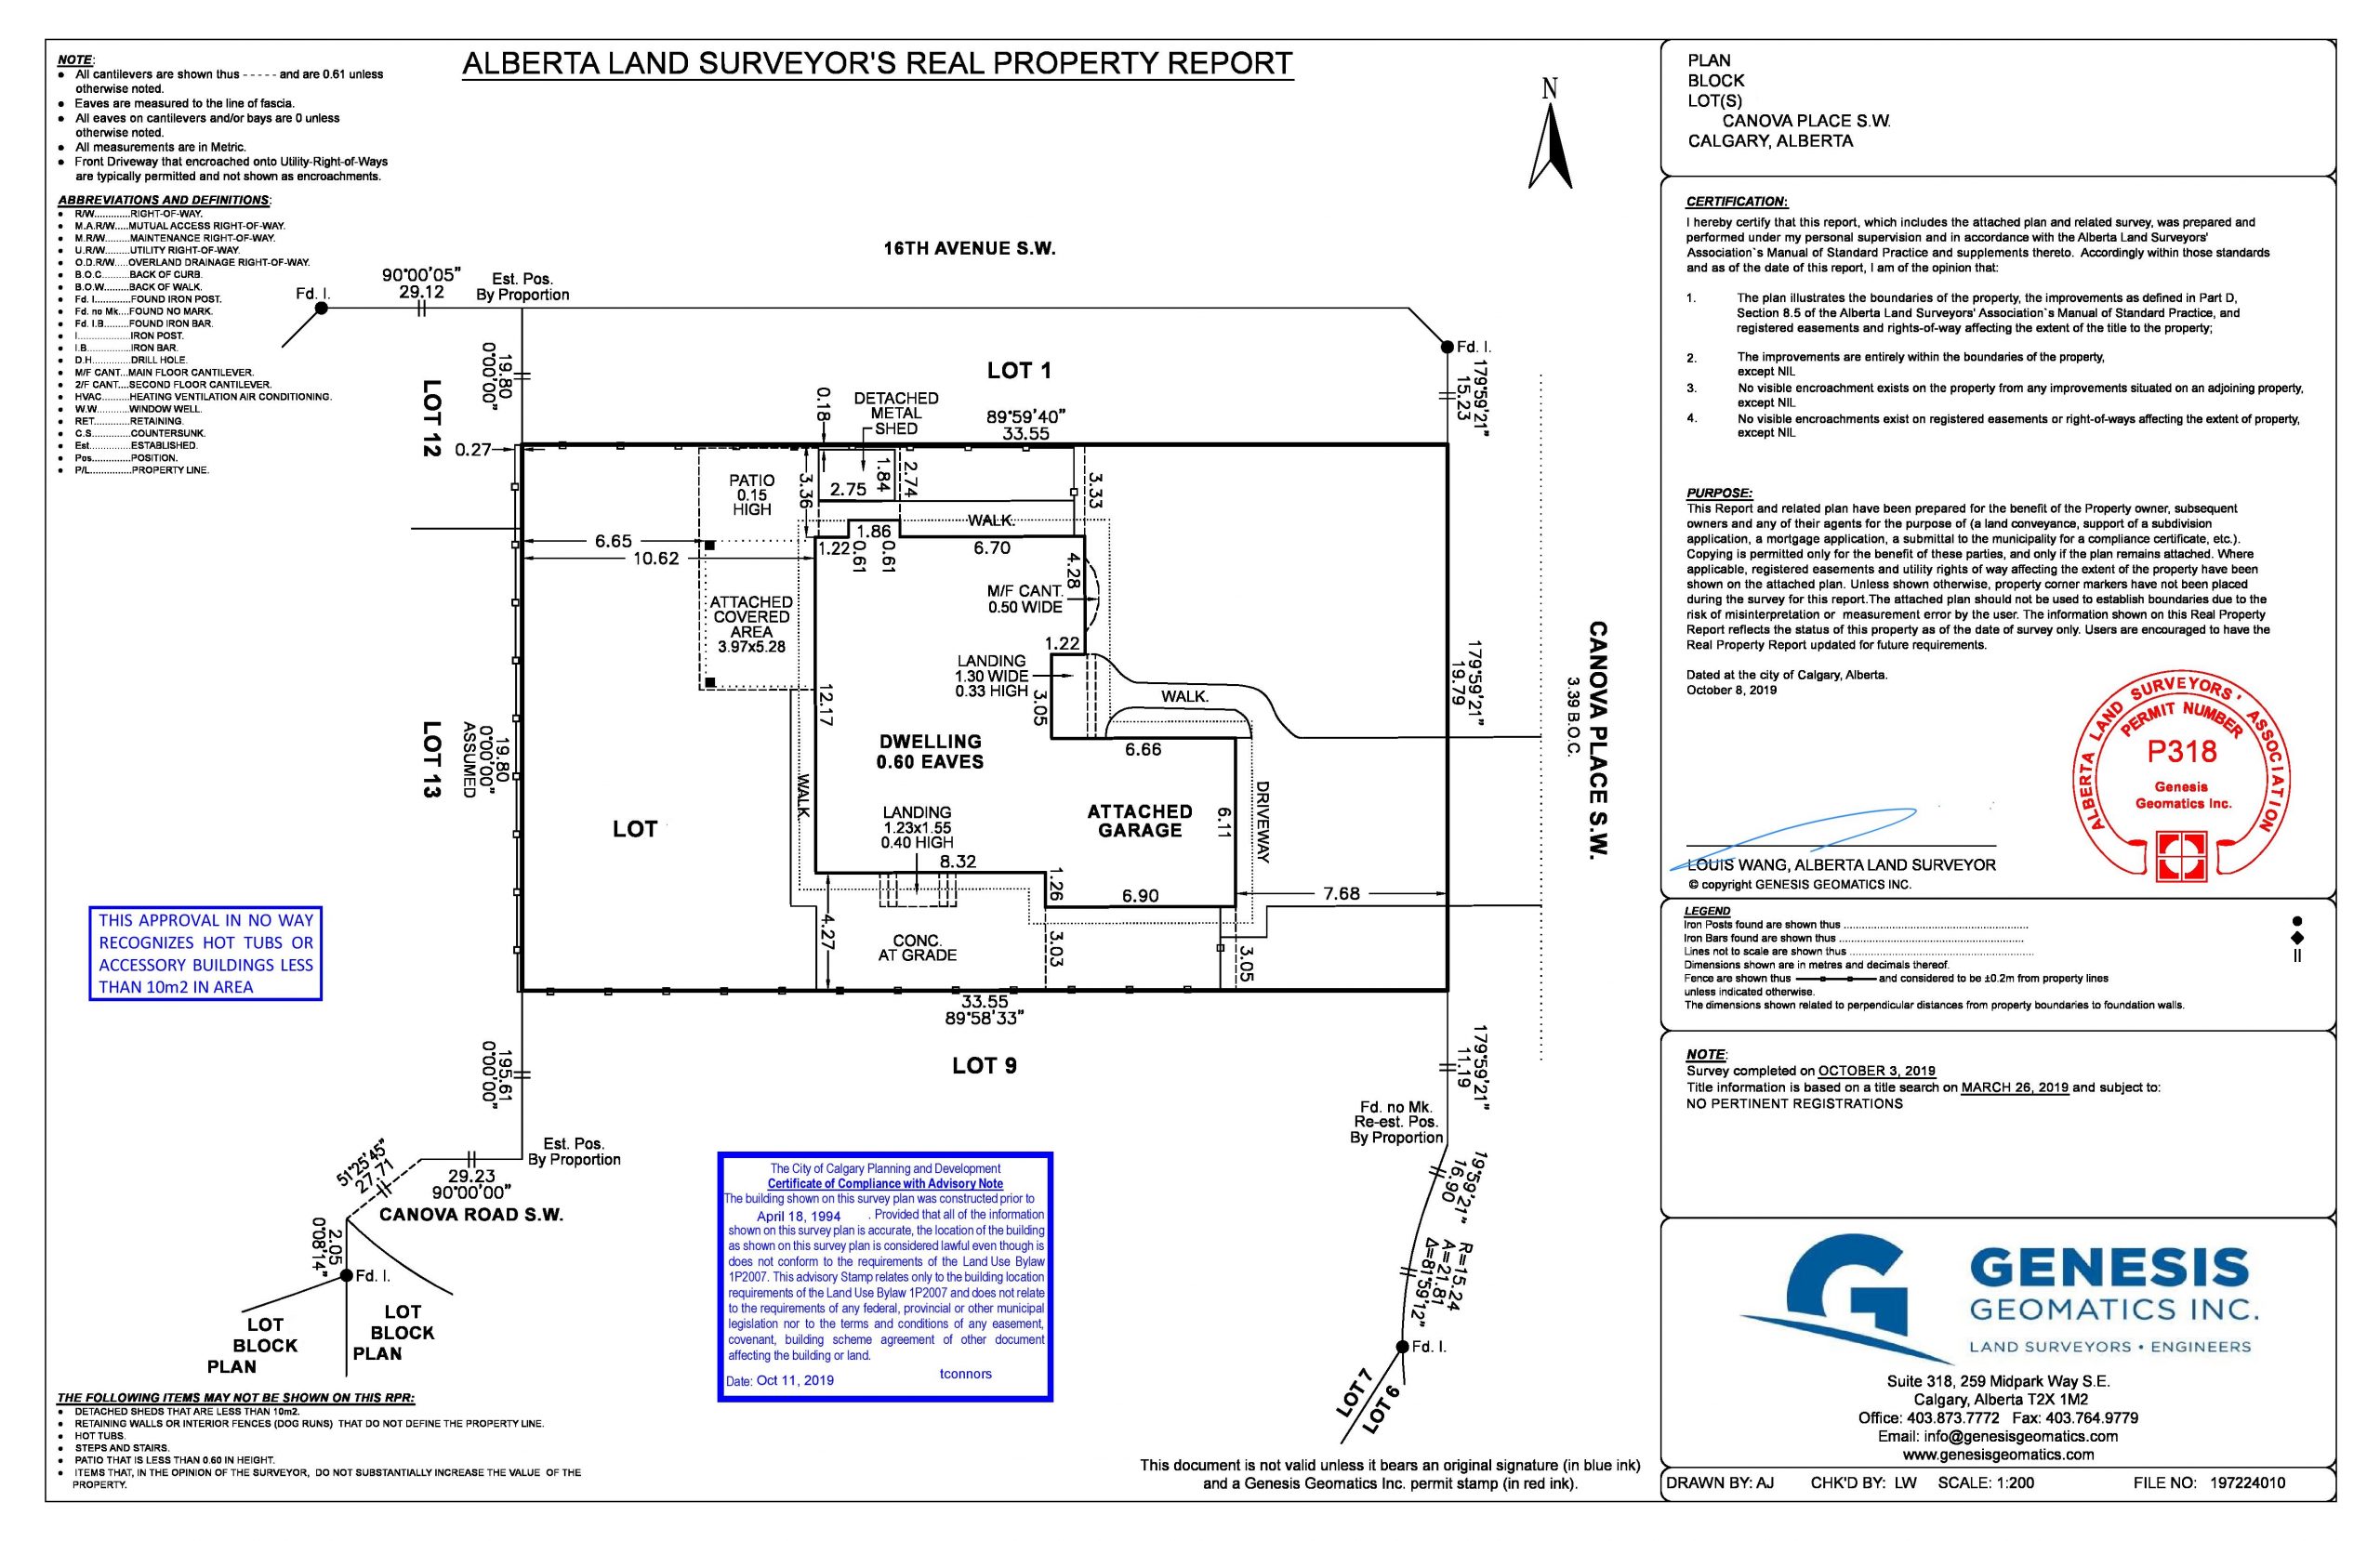 ALBERTA LAND SURVEYOR'S REAL PROPERTY REPORT
NOTE:
● All cantilevers are shown thus - - - - - and are 0.61 unless
otherwise noted.
● Eaves are measured to the line of fascia.
● All eaves on cantilevers and/or bays are 0 unless
otherwise noted.
● All measurements are in Metric.
● Front Driveway that encroached onto Utility-Right-of-Ways
are typically permitted and not shown as encroachments.
ABBREVIATIONS AND DEFINITIONS:
● R/W.............RIGHT-OF-WAY.
● M.A.R/W.....MUTUAL ACCESS RIGHT-OF-WAY.
● M.R/W.........MAINTENANCE RIGHT-OF-WAY.
● U.R/W.........UTILITY RIGHT-OF-WAY.
● O.D.R/W.....OVERLAND DRAINAGE RIGHT-OF-WAY.
● B.O.C..........BACK OF CURB.
● B.O.W.........BACK OF WALK.
● Fd. I.............FOUND IRON POST.
● Fd. no Mk....FOUND NO MARK.
● Fd. I.B.........FOUND IRON BAR.
● I...................IRON POST.
● I.B................IRON BAR.
● D.H..............DRILL HOLE.
● M/F CANT...MAIN FLOOR CANTILEVER.
● 2/F CANT....SECOND FLOOR CANTILEVER.
● HVAC..........HEATING VENTILATION AIR CONDITIONING.
● W.W...........WINDOW WELL.
● RET.............RETAINING.
● C.S..............COUNTERSUNK.
● Est...............ESTABLISHED.
● Pos..............POSITION.
● P/L...............PROPERTY LINE.
N
16TH AVENUE S.W.
Fd. I.
90°00'05"
29.12
Est. Pos.
By Proportion
19.80
0°00'00"
LOT 12
LOT 1
Fd. I.
179°59'21"
15.23
0.27
0.18
DETACHED
METAL
SHED
89°59'40"
33.55
PATIO
0.15
HIGH
3.36
2.75
1.84
2.74
3.33
WALK.
6.65
10.62
1.22
1.86
0.61
0.61
6.70
4.28
M/F CANT.
0.50 WIDE
ATTACHED
COVERED
AREA
3.97x5.28
1.22
LANDING
1.30 WIDE
0.33 HIGH
3.05
WALK.
12.17
LOT 13
19.80
0°00'00"
ASSUMED
DWELLING
0.60 EAVES
6.66
179°59'21"
19.79
3.39 B.O.C.
CANOVA PLACE S.W.
WALK
LOT
LANDING
1.23x1.55
0.40 HIGH
ATTACHED
GARAGE
6.11
DRIVEWAY
8.32
1.26
6.90
7.68
4.27
CONC.
AT GRADE
3.03
3.05
33.55
89°58'33"
LOT 9
THIS APPROVAL IN NO WAY
RECOGNIZES HOT TUBS OR
ACCESSORY BUILDINGS LESS
THAN 10m2 IN AREA
195.61
0°00'00"
179°59'21"
11.19
Fd. no Mk.
Re-est. Pos.
By Proportion
Est. Pos.
By Proportion
51°25'45"
27.71
29.23
90°00'00"
CANOVA ROAD S.W.
2.05
0°08'14"
Fd. I.
LOT
BLOCK
PLAN
LOT
BLOCK
PLAN
19°59'21"
16.90
R=15.24
A=21.81
Δ=81°59'12"
Fd. I.
LOT 7
LOT 6
The City of Calgary Planning and Development
Certificate of Compliance with Advisory Note
The building shown on this survey plan was constructed prior to
April 18, 1994 . Provided that all of the information
shown on this survey plan is accurate, the location of the building
as shown on this survey plan is considered lawful even though is
does not conform to the requirements of the Land Use Bylaw
1P2007. This advisory Stamp relates only to the building location
requirements of the Land Use Bylaw 1P2007 and does not relate
to the requirements of any federal, provincial or other municipal
legislation nor to the terms and conditions of any easement,
covenant, building scheme agreement of other document
affecting the building or land.
tconnors
Date: Oct 11, 2019
THE FOLLOWING ITEMS MAY NOT BE SHOWN ON THIS RPR:
● DETACHED SHEDS THAT ARE LESS THAN 10m2.
● RETAINING WALLS OR INTERIOR FENCES (DOG RUNS) THAT DO NOT DEFINE THE PROPERTY LINE.
● HOT TUBS.
● STEPS AND STAIRS.
● PATIO THAT IS LESS THAN 0.60 IN HEIGHT.
● ITEMS THAT, IN THE OPINION OF THE SURVEYOR, DO NOT SUBSTANTIALLY INCREASE THE VALUE OF THE
PROPERTY.
This document is not valid unless it bears an original signature (in blue ink)
and a Genesis Geomatics Inc. permit stamp (in red ink).
PLAN
BLOCK
LOT(S)
CANOVA PLACE S.W.
CALGARY, ALBERTA
CERTIFICATION:
I hereby certify that this report, which includes the attached plan and related survey, was prepared and
performed under my personal supervision and in accordance with the Alberta Land Surveyors'
Association`s Manual of Standard Practice and supplements thereto. Accordingly within those standards
and as of the date of this report, I am of the opinion that:
1. The plan illustrates the boundaries of the property, the improvements as defined in Part D,
Section 8.5 of the Alberta Land Surveyors' Association`s Manual of Standard Practice, and
registered easements and rights-of-way affecting the extent of the title to the property;
2. The improvements are entirely within the boundaries of the property,
except NIL
3. No visible encroachment exists on the property from any improvements situated on an adjoining property,
except NIL
4. No visible encroachments exist on registered easements or right-of-ways affecting the extent of property,
except NIL
PURPOSE:
This Report and related plan have been prepared for the benefit of the Property owner, subsequent
owners and any of their agents for the purpose of (a land conveyance, support of a subdivision
application, a mortgage application, a submittal to the municipality for a compliance certificate, etc.).
Copying is permitted only for the benefit of these parties, and only if the plan remains attached. Where
applicable, registered easements and utility rights of way affecting the extent of the property have been
shown on the attached plan. Unless shown otherwise, property corner markers have not been placed
during the survey for this report.The attached plan should not be used to establish boundaries due to the
risk of misinterpretation or measurement error by the user. The information shown on this Real Property
Report reflects the status of this property as of the date of survey only. Users are encouraged to have the
Real Property Report updated for future requirements.
Dated at the city of Calgary, Alberta.
October 8, 2019
ALBERTA LAND SURVEYORS' ASSOCIATION
PERMIT NUMBER
P318
Genesis
Geomatics Inc.
LOUIS WANG, ALBERTA LAND SURVEYOR
© copyright GENESIS GEOMATICS INC.
LEGEND
Iron Posts found are shown thus
Iron Bars found are shown thus
Lines not to scale are shown thus
Dimensions shown are in metres and decimals thereof.
Fence are shown thus and considered to be ±0.2m from property lines
unless indicated otherwise.
The dimensions shown related to perpendicular distances from property boundaries to foundation walls.
NOTE:
Survey completed on OCTOBER 3, 2019
Title information is based on a title search on MARCH 26, 2019 and subject to:
NO PERTINENT REGISTRATIONS
GENESIS
GEOMATICS INC.
LAND SURVEYORS • ENGINEERS
Suite 318, 259 Midpark Way S.E.
Calgary, Alberta T2X 1M2
Office: 403.873.7772 Fax: 403.764.9779
Email: info@genesisgeomatics.com
www.genesisgeomatics.com
DRAWN BY: AJ CHK'D BY: LW SCALE: 1:200 FILE NO: 197224010